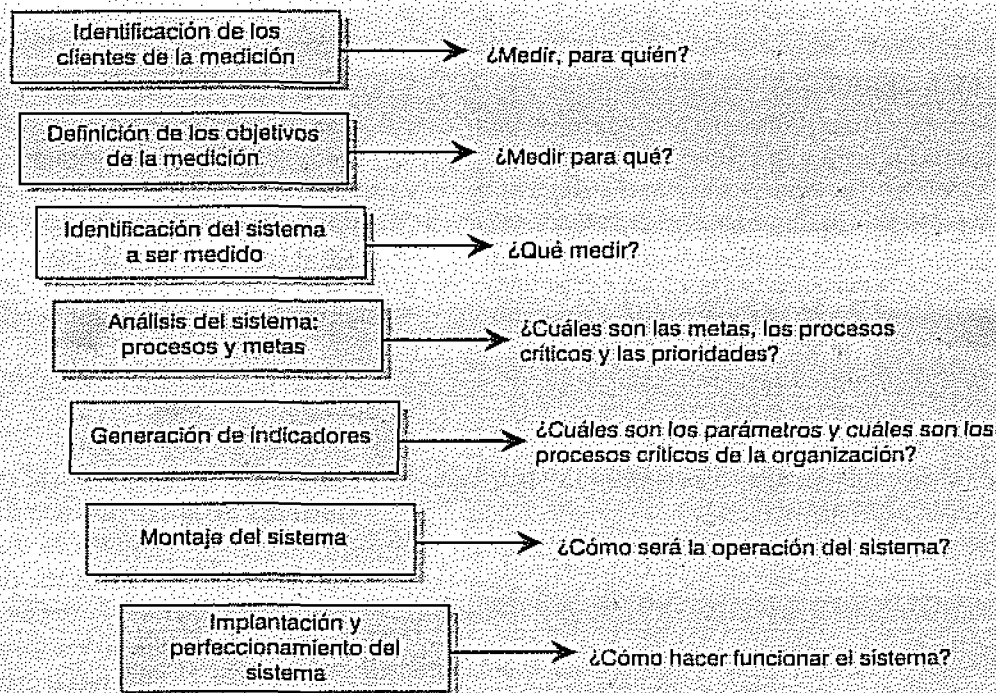 Identificación de los
clientes de la medición
¿Medir, para quién?
Definición de los objetivos
de la medición
¿Medir para qué?
Identificación del sistema
a ser medido
¿Qué medir?
Análisis del sistema:
procesos y metas
¿Cuáles son las metas, los procesos
críticos y las prioridades?
Generación de indicadores
¿Cuáles son los parámetros y cuáles son los
procesos críticos de la organización?
Montaje del sistema
¿Cómo será la operación del sistema?
Implantación y
perfeccionamiento del
sistema
¿Cómo hacer funcionar el sistema?